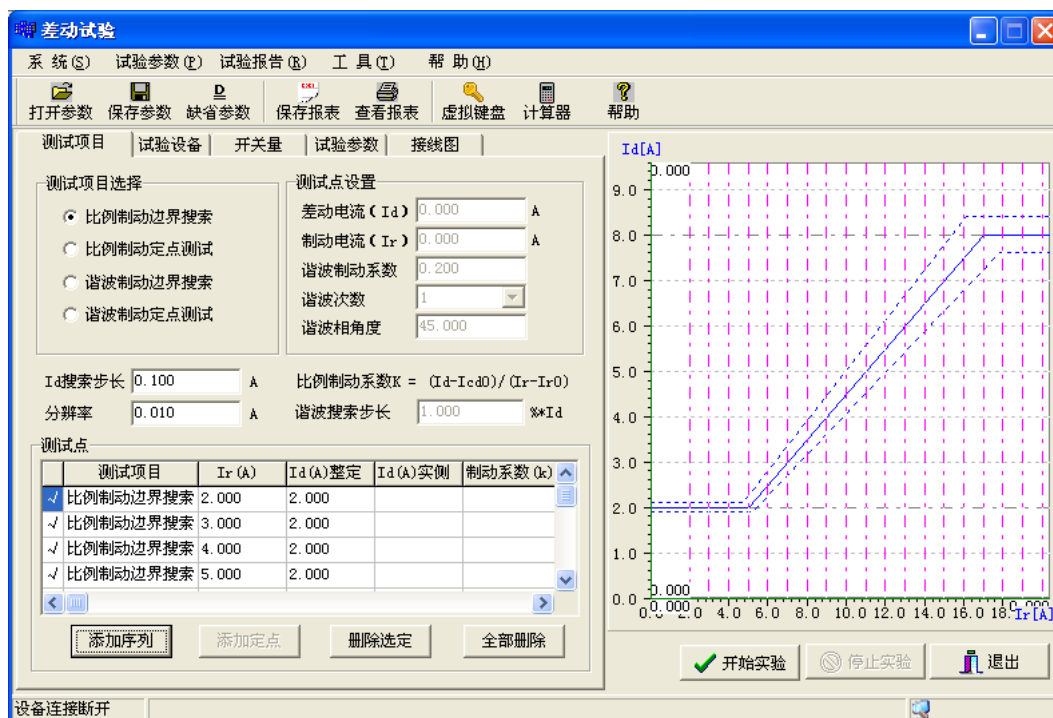 差动试验
系 统(S) 试验参数(P) 试验报告(R) 工 具(T) 帮 助(H)
打开参数 保存参数 缺省参数 保存报表 查看报表 虚拟键盘 计算器 帮助
测试项目 试验设备 开关量 试验参数 接线图
测试项目选择
比例制动边界搜索
比例制动定点测试
谐波制动边界搜索
谐波制动定点测试
测试点设置
差动电流(Id) 0.000 A
制动电流(Ir) 0.000 A
谐波制动系数 0.200
谐波次数 1
谐波相角度 45.000
Id搜索步长 0.100 A 比例制动系数K = (Id-Icd0)/(Ir-Ir0)
分辨率 0.010 A 谐波搜索步长 1.000 %*Id
测试点
测试项目 Ir(A) Id(A)整定 Id(A)实侧 制动系数(k)
√ 比例制动边界搜索 2.000 2.000
√ 比例制动边界搜索 3.000 2.000
√ 比例制动边界搜索 4.000 2.000
√ 比例制动边界搜索 5.000 2.000
添加序列 添加定点 删除选定 全部删除
Id[A]
0.000
9.0
8.0
7.0
6.0
5.0
4.0
3.0
2.0
1.0
0.000
0.0 0.000 0.000
0.0 2.0 4.0 6.0 8.0 10.0 12.0 14.0 16.0 18.0 Ir[A]
开始实验 停止实验 退出
设备连接断开